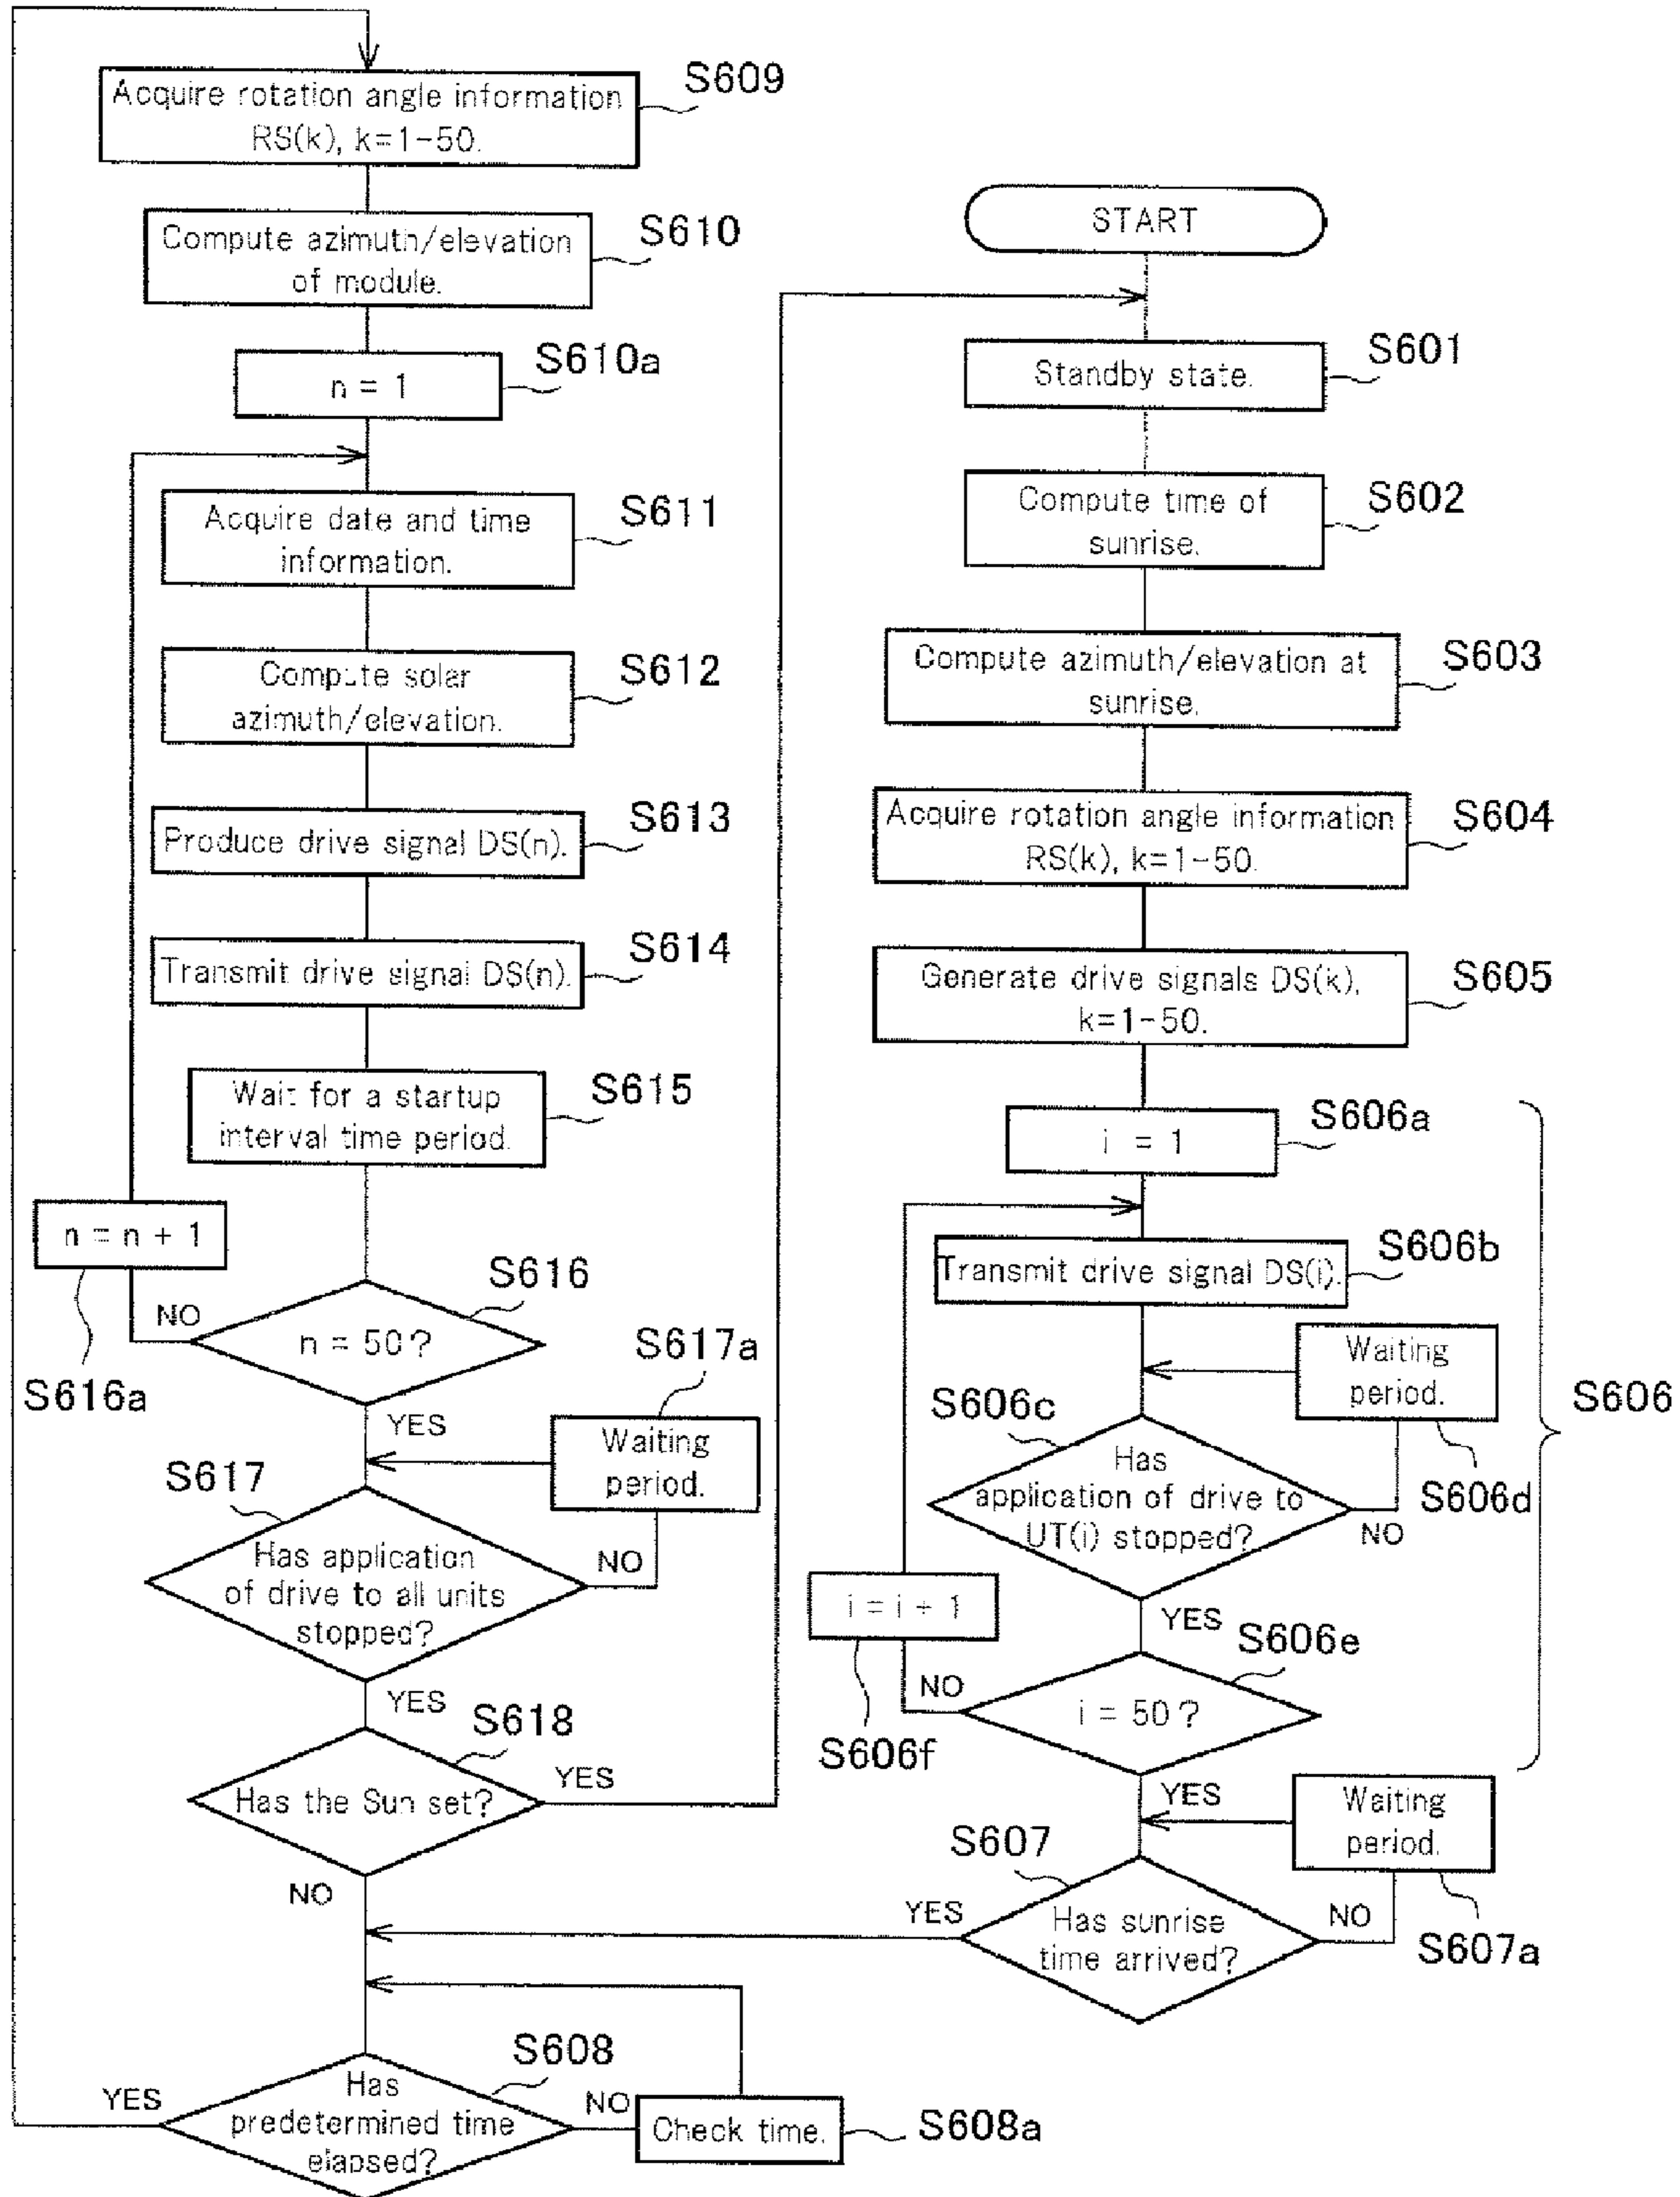 Acquire rotation angle information
RS(k), k=1-50.
S609
Compute azimuth/elevation
of module.
S610
n = 1
S610a
Acquire date and time
information.
S611
Compute solar
azimuth/elevation.
S612
Produce drive signal DS(n).
S613
Transmit drive signal DS(n).
S614
Wait for a startup
interval time period.
S615
n = n + 1
S616a
NO
n = 50?
S616
YES
Waiting
period.
S617a
S617
Has application
of drive to all units
stopped?
NO
YES
S618
Has the Sun set?
YES
NO
S608
Has
predetermined time
elapsed?
YES
NO
Check time.
S608a
START
Standby state.
S601
Compute time of
sunrise.
S602
Compute azimuth/elevation at
sunrise.
S603
Acquire rotation angle information
RS(k), k=1-50.
S604
Generate drive signals DS(k),
k=1-50.
S605
i = 1
S606a
Transmit drive signal DS(i).
S606b
Waiting
period.
S606d
S606c
Has
application of drive to
UT(i) stopped?
NO
YES
i = i + 1
S606f
NO
i = 50?
S606e
YES
S606
Waiting
period.
S607a
S607
Has sunrise
time arrived?
NO
YES